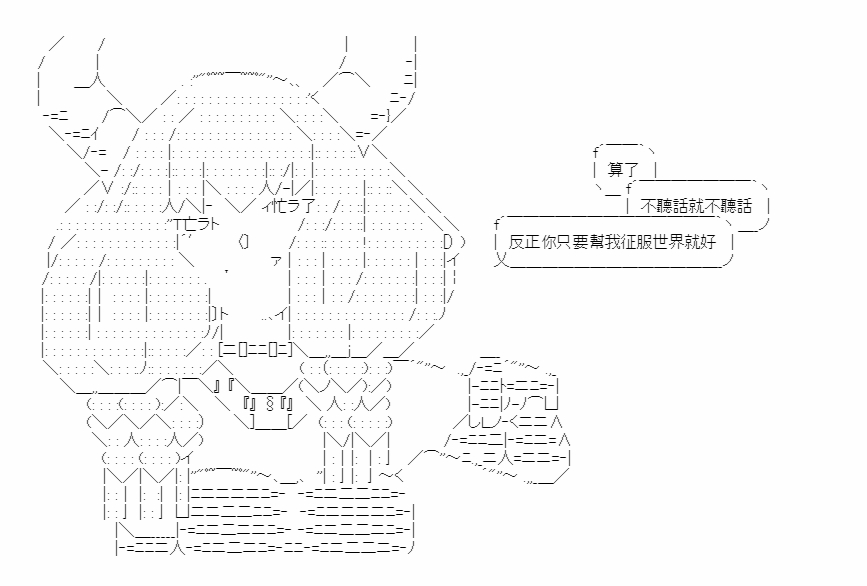 算了
不聽話就不聽話
反正你只要幫我征服世界就好